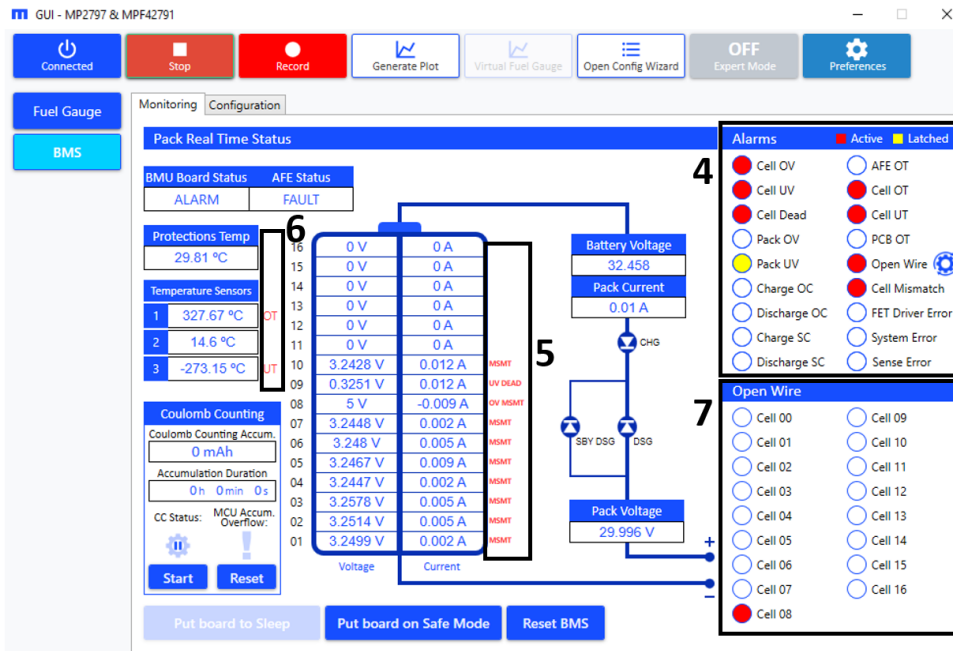 GUI - MP2797 & MPF42791
Connected
Stop
Record
Generate Plot
Virtual Fuel Gauge
Open Config Wizard
OFF
Expert Mode
Preferences
Fuel Gauge
BMS
Monitoring Configuration
Pack Real Time Status
BMU Board Status AFE Status
ALARM FAULT
6
Protections Temp
29.81 ºC
Temperature Sensors
1 327.67 ºC OT
2 14.6 ºC
3 -273.15 ºC UT
Coulomb Counting
Coulomb Counting Accum.
0 mAh
Accumulation Duration
0 h 0 min 0 s
CC Status: MCU Accum. Overflow:
Start Reset
16 0 V 0 A
15 0 V 0 A
14 0 V 0 A
13 0 V 0 A
12 0 V 0 A
11 0 V 0 A
10 3.2428 V 0.012 A MSMT
09 0.3251 V 0.012 A UV DEAD
08 5 V -0.009 A OV MSMT
07 3.2448 V 0.002 A MSMT
06 3.248 V 0.005 A MSMT
05 3.2467 V 0.009 A MSMT
04 3.2447 V 0.002 A MSMT
03 3.2578 V 0.005 A MSMT
02 3.2514 V 0.005 A MSMT
01 3.2499 V 0.002 A MSMT
Voltage Current
5
Battery Voltage
32.458
Pack Current
0.01 A
CHG
SBY DSG DSG
Pack Voltage
29.996 V
+
−
Put board to Sleep
Put board on Safe Mode
Reset BMS
4
Alarms Active Latched
Cell OV AFE OT
Cell UV Cell OT
Cell Dead Cell UT
Pack OV PCB OT
Pack UV Open Wire
Charge OC Cell Mismatch
Discharge OC FET Driver Error
Charge SC System Error
Discharge SC Sense Error
7
Open Wire
Cell 00 Cell 09
Cell 01 Cell 10
Cell 02 Cell 11
Cell 03 Cell 12
Cell 04 Cell 13
Cell 05 Cell 14
Cell 06 Cell 15
Cell 07 Cell 16
Cell 08